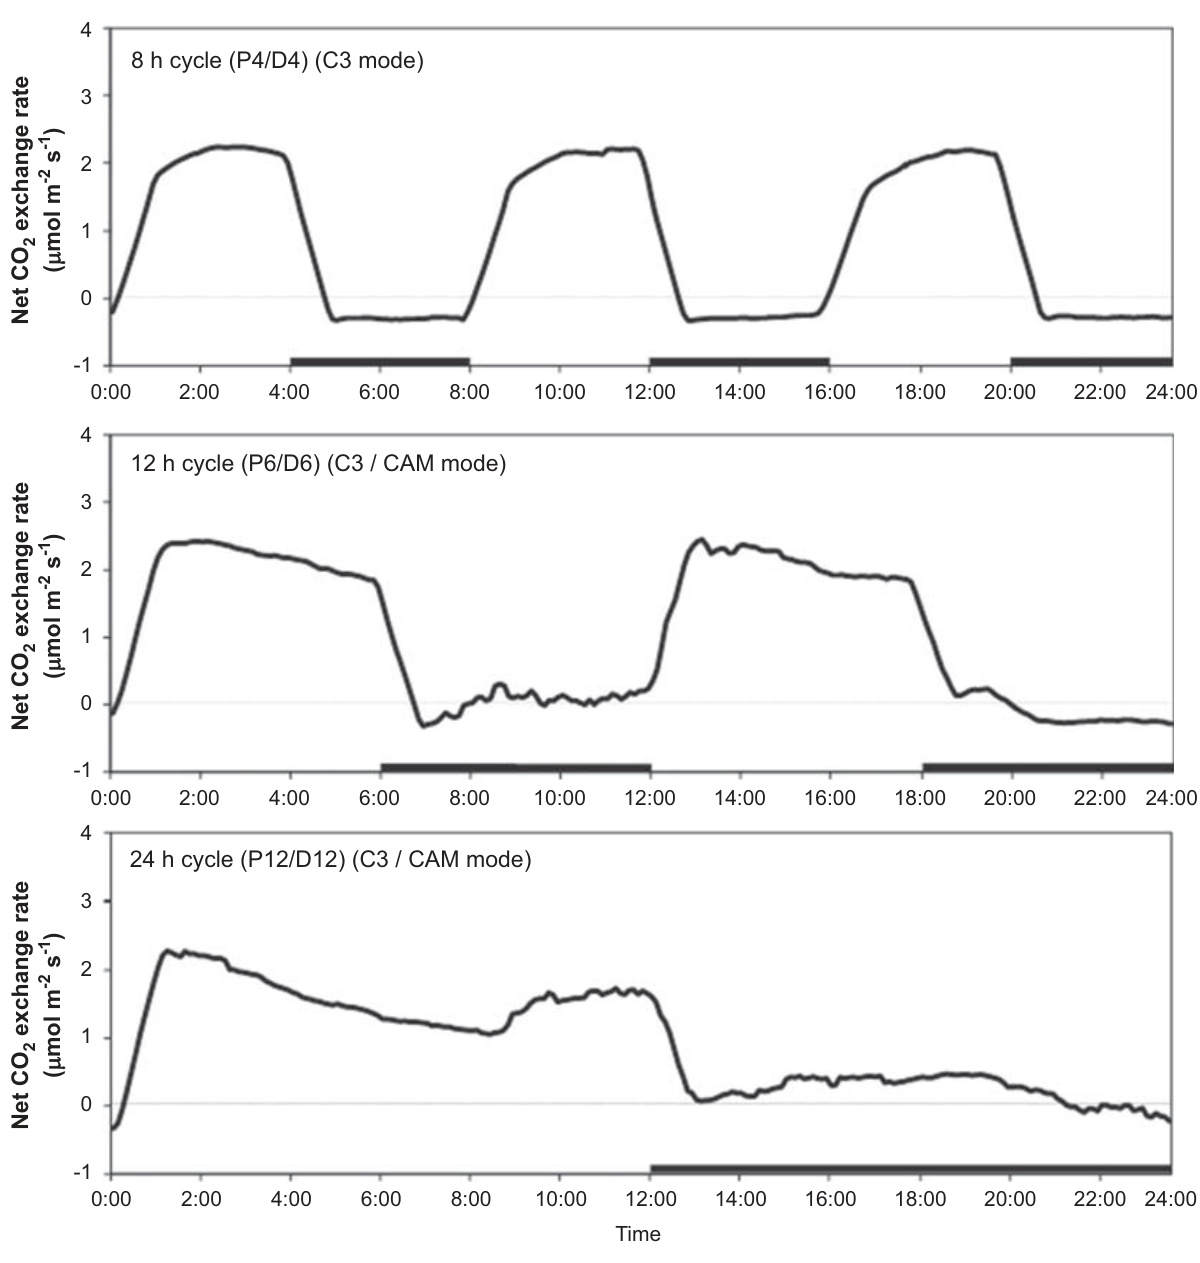 Net CO2 exchange rate
(µmol m-2 s-1)
8 h cycle (P4/D4) (C3 mode)
4
3
2
1
0
-1
0:00 2:00 4:00 6:00 8:00 10:00 12:00 14:00 16:00 18:00 20:00 22:00 24:00
Net CO2 exchange rate
(µmol m-2 s-1)
12 h cycle (P6/D6) (C3 / CAM mode)
4
3
2
1
0
-1
0:00 2:00 4:00 6:00 8:00 10:00 12:00 14:00 16:00 18:00 20:00 22:00 24:00
Net CO2 exchange rate
(µmol m-2 s-1)
24 h cycle (P12/D12) (C3 / CAM mode)
4
3
2
1
0
-1
0:00 2:00 4:00 6:00 8:00 10:00 12:00 14:00 16:00 18:00 20:00 22:00 24:00
Time